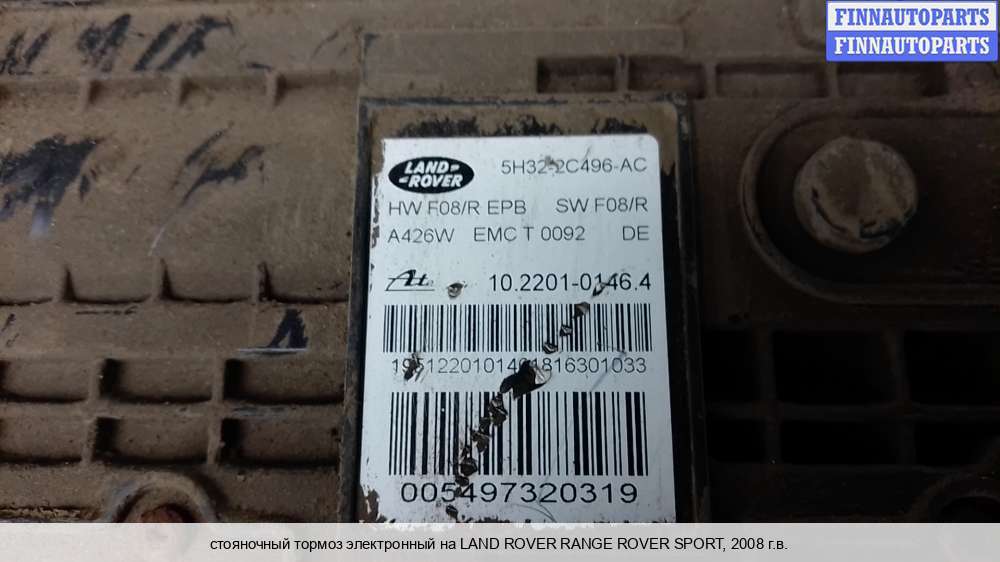 FINNAUTOPARTS
FINNAUTOPARTS
LAND ROVER
5H32-2C496-AC
HW F08/R EPB SW F08/R
A426W EMC T 0092 DE
10.2201-0146.4
005497320319
стояночный тормоз электронный на LAND ROVER RANGE ROVER SPORT, 2008 г.в.